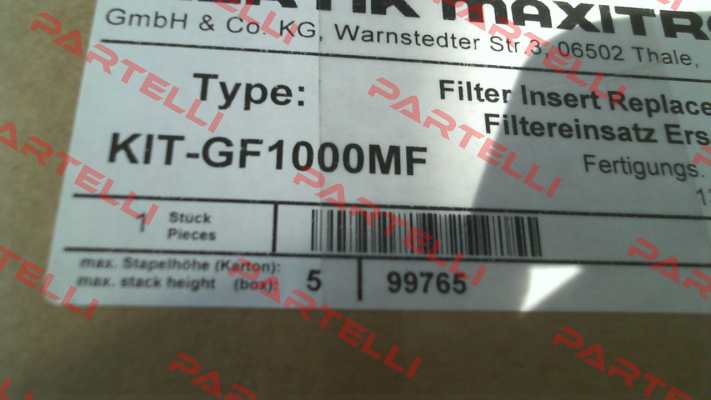 MAXITRO
GmbH & Co. KG, Warnstedter Str 3, 06502 Thale,
Type:
Filter Insert Replace
KIT-GF1000MF
Filtereinsatz Ers
Fertigungs.
1 Stück
Pieces
max. Stapelhöhe (Karton):
max. stack height (box): 5
99765
PARTELLI